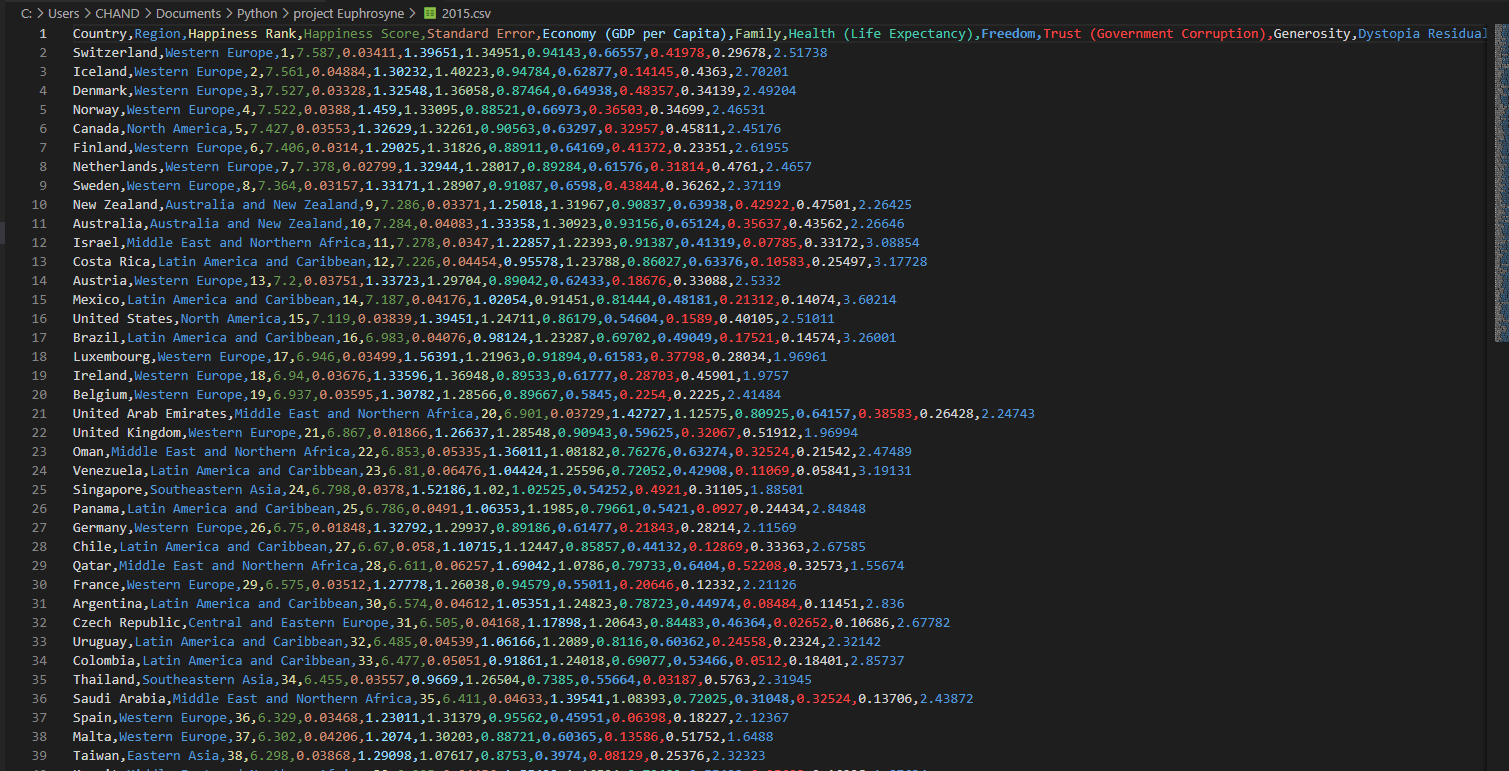 C: > Users > CHAND > Documents > Python > project Euphrosyne > 2015.csv
1 Country,Region,Happiness Rank,Happiness Score,Standard Error,Economy (GDP per Capita),Family,Health (Life Expectancy),Freedom,Trust (Government Corruption),Generosity,Dystopia Residual
2 Switzerland,Western Europe,1,7.587,0.03411,1.39651,1.34951,0.94143,0.66557,0.41978,0.29678,2.51738
3 Iceland,Western Europe,2,7.561,0.04884,1.30232,1.40223,0.94784,0.62877,0.14145,0.4363,2.70201
4 Denmark,Western Europe,3,7.527,0.03328,1.32548,1.36058,0.87464,0.64938,0.48357,0.34139,2.49204
5 Norway,Western Europe,4,7.522,0.0388,1.459,1.33095,0.88521,0.66973,0.36503,0.34699,2.46531
6 Canada,North America,5,7.427,0.03553,1.32629,1.32261,0.90563,0.63297,0.32957,0.45811,2.45176
7 Finland,Western Europe,6,7.406,0.0314,1.29025,1.31826,0.88911,0.64169,0.41372,0.23351,2.61955
8 Netherlands,Western Europe,7,7.378,0.02799,1.32944,1.28017,0.89284,0.61576,0.31814,0.4761,2.4657
9 Sweden,Western Europe,8,7.364,0.03157,1.33171,1.28907,0.91087,0.6598,0.43844,0.36262,2.37119
10 New Zealand,Australia and New Zealand,9,7.286,0.03371,1.25018,1.31967,0.90837,0.63938,0.42922,0.47501,2.26425
11 Australia,Australia and New Zealand,10,7.284,0.04083,1.33358,1.30923,0.93156,0.65124,0.35637,0.43562,2.26646
12 Israel,Middle East and Northern Africa,11,7.278,0.0347,1.22857,1.22393,0.91387,0.41319,0.07785,0.33172,3.08854
13 Costa Rica,Latin America and Caribbean,12,7.226,0.04454,0.95578,1.23788,0.86027,0.63376,0.10583,0.25497,3.17728
14 Austria,Western Europe,13,7.2,0.03751,1.33723,1.29704,0.89042,0.62433,0.18676,0.33088,2.5332
15 Mexico,Latin America and Caribbean,14,7.187,0.04176,1.02054,0.91451,0.81444,0.48181,0.21312,0.14074,3.60214
16 United States,North America,15,7.119,0.03839,1.39451,1.24711,0.86179,0.54604,0.1589,0.40105,2.51011
17 Brazil,Latin America and Caribbean,16,6.983,0.04076,0.98124,1.23287,0.69702,0.49049,0.17521,0.14574,3.26001
18 Luxembourg,Western Europe,17,6.946,0.03499,1.56391,1.21963,0.91894,0.61583,0.37798,0.28034,1.96961
19 Ireland,Western Europe,18,6.94,0.03676,1.33596,1.36948,0.89533,0.61777,0.28703,0.45901,1.9757
20 Belgium,Western Europe,19,6.937,0.03595,1.30782,1.28566,0.89667,0.5845,0.2254,0.2225,2.41484
21 United Arab Emirates,Middle East and Northern Africa,20,6.901,0.03729,1.42727,1.12575,0.80925,0.64157,0.38583,0.26428,2.24743
22 United Kingdom,Western Europe,21,6.867,0.01866,1.26637,1.28548,0.90943,0.59625,0.32067,0.51912,1.96994
23 Oman,Middle East and Northern Africa,22,6.853,0.05335,1.36011,1.08182,0.76276,0.63274,0.32524,0.21542,2.47489
24 Venezuela,Latin America and Caribbean,23,6.81,0.06476,1.04424,1.25596,0.72052,0.42908,0.11069,0.05841,3.19131
25 Singapore,Southeastern Asia,24,6.798,0.0378,1.52186,1.02,1.02525,0.54252,0.4921,0.31105,1.88501
26 Panama,Latin America and Caribbean,25,6.786,0.0491,1.06353,1.1985,0.79661,0.5421,0.0927,0.24434,2.84848
27 Germany,Western Europe,26,6.75,0.01848,1.32792,1.29937,0.89186,0.61477,0.21843,0.28214,2.11569
28 Chile,Latin America and Caribbean,27,6.67,0.058,1.10715,1.12447,0.85857,0.44132,0.12869,0.33363,2.67585
29 Qatar,Middle East and Northern Africa,28,6.611,0.06257,1.69042,1.0786,0.79733,0.6404,0.52208,0.32573,1.55674
30 France,Western Europe,29,6.575,0.03512,1.27778,1.26038,0.94579,0.55011,0.20646,0.12332,2.21126
31 Argentina,Latin America and Caribbean,30,6.574,0.04612,1.05351,1.24823,0.78723,0.44974,0.08484,0.11451,2.836
32 Czech Republic,Central and Eastern Europe,31,6.505,0.04168,1.17898,1.20643,0.84483,0.46364,0.02652,0.10686,2.67782
33 Uruguay,Latin America and Caribbean,32,6.485,0.04539,1.06166,1.2089,0.8116,0.60362,0.24558,0.2324,2.32142
34 Colombia,Latin America and Caribbean,33,6.477,0.05051,0.91861,1.24018,0.69077,0.53466,0.0512,0.18401,2.85737
35 Thailand,Southeastern Asia,34,6.455,0.03557,0.9669,1.26504,0.7385,0.55664,0.03187,0.5763,2.31945
36 Saudi Arabia,Middle East and Northern Africa,35,6.411,0.04633,1.39541,1.08393,0.72025,0.31048,0.32524,0.13706,2.43872
37 Spain,Western Europe,36,6.329,0.03468,1.23011,1.31379,0.95562,0.45951,0.06398,0.18227,2.12367
38 Malta,Western Europe,37,6.302,0.04206,1.2074,1.30203,0.88721,0.60365,0.13586,0.51752,1.6488
39 Taiwan,Eastern Asia,38,6.298,0.03868,1.29098,1.07617,0.8753,0.3974,0.08129,0.25376,2.32323